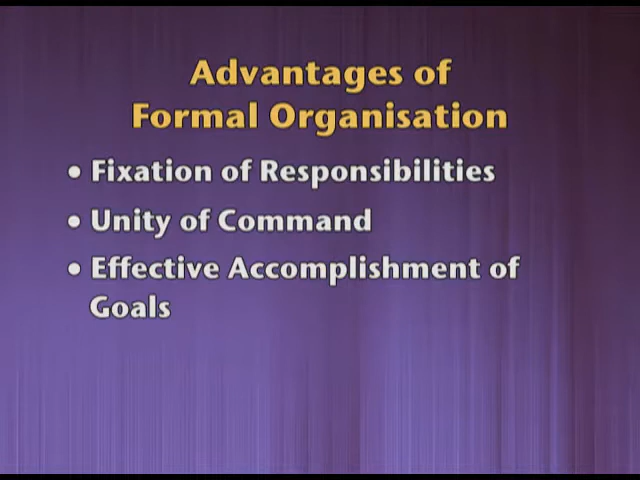 Advantages of
Formal Organisation
• Fixation of Responsibilities
• Unity of Command
• Effective Accomplishment of
Goals